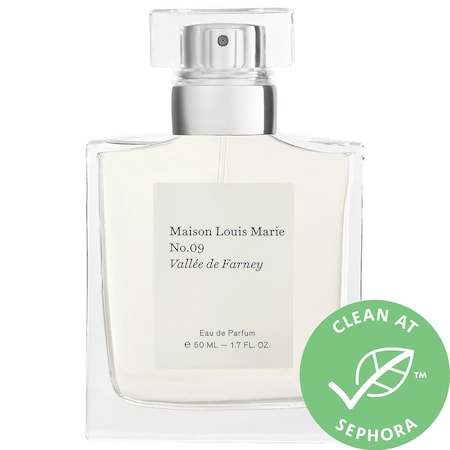 Maison Louis Marie
No.09
Vallée de Farney
Eau de Parfum
℮ 50 ML — 1.7 FL. OZ.
CLEAN AT
TM
SEPHORA